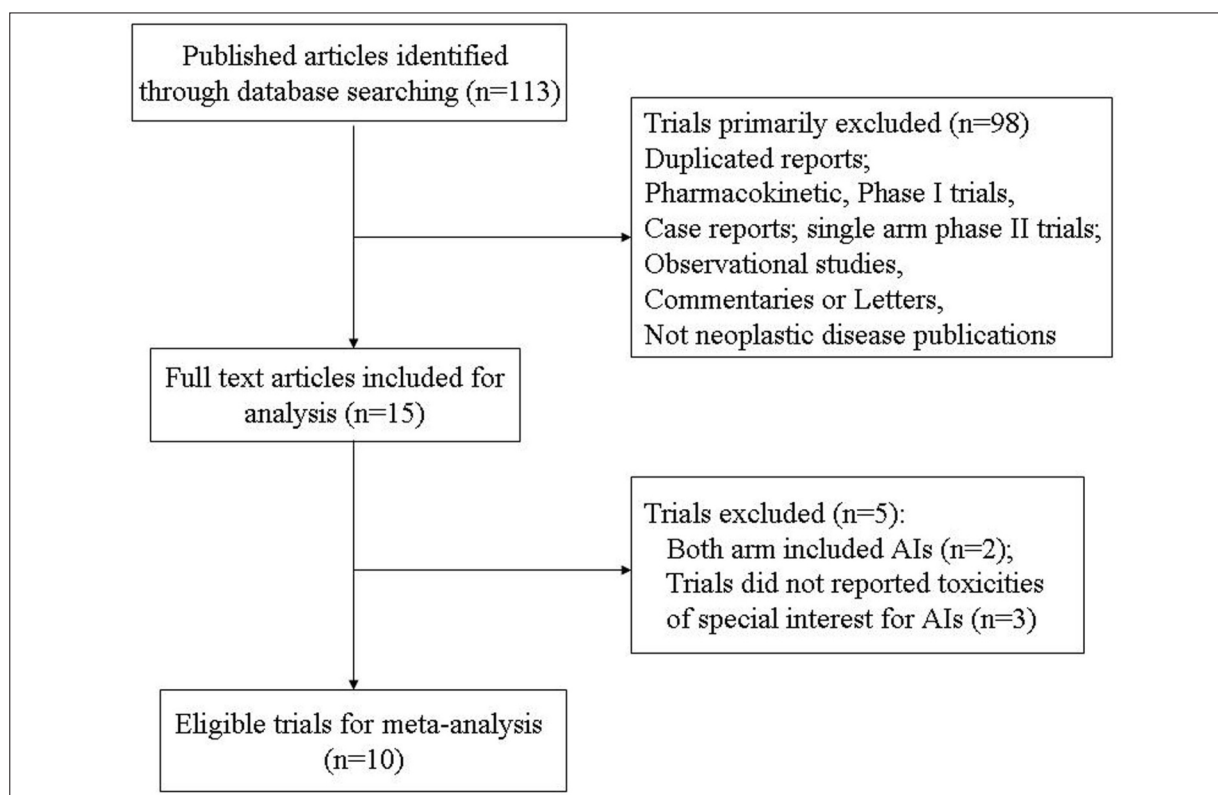 Published articles identified
through database searching (n=113)
Trials primarily excluded (n=98)
Duplicated reports;
Pharmacokinetic, Phase I trials,
Case reports; single arm phase II trials;
Observational studies,
Commentaries or Letters,
Not neoplastic disease publications
Full text articles included for
analysis (n=15)
Trials excluded (n=5):
Both arm included AIs (n=2);
Trials did not reported toxicities
of special interest for AIs (n=3)
Eligible trials for meta-analysis
(n=10)